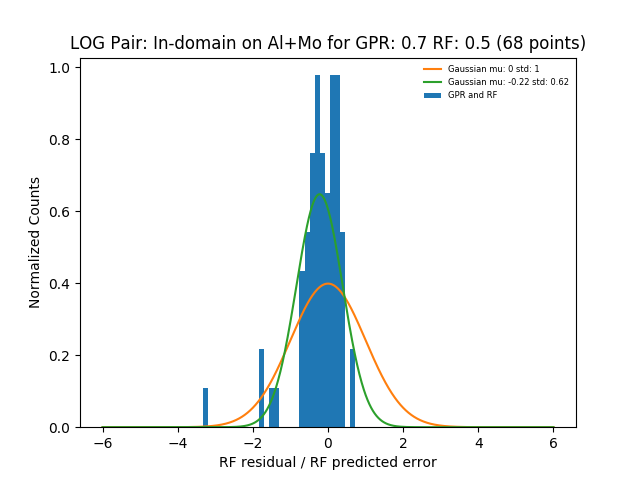 LOG Pair: In-domain on Al+Mo for GPR: 0.7 RF: 0.5 (68 points)
Gaussian mu: 0 std: 1
Gaussian mu: -0.22 std: 0.62
GPR and RF
Normalized Counts
1.0
0.8
0.6
0.4
0.2
0.0
−6 −4 −2 0 2 4 6
RF residual / RF predicted error